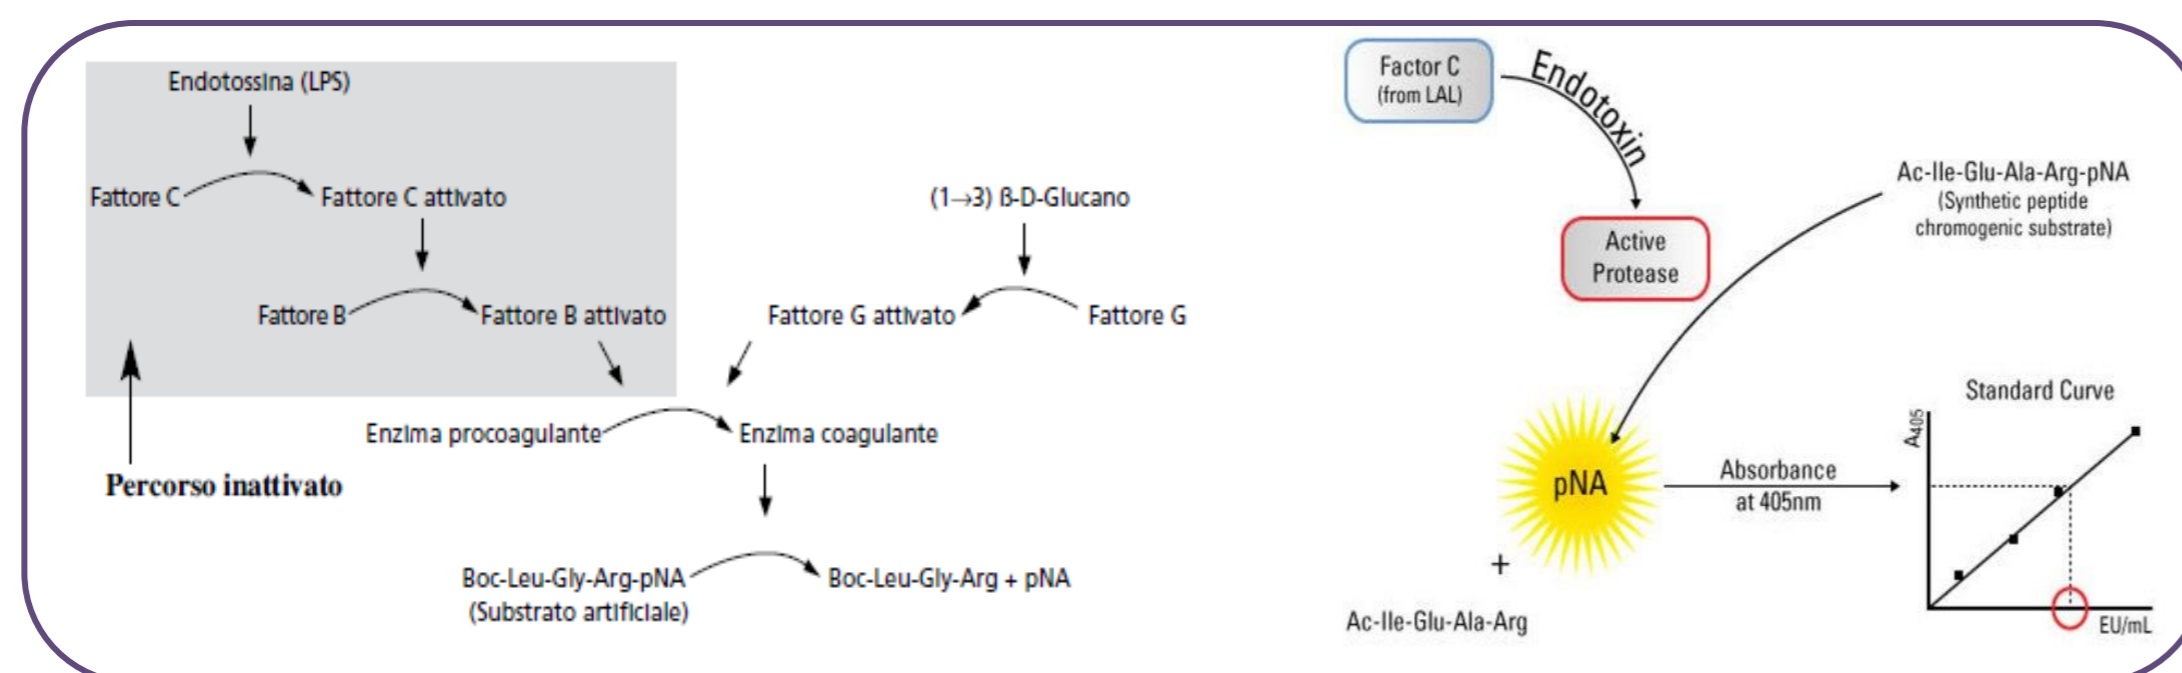 Endotossina (LPS)
Fattore C
Fattore C attivato
Fattore B
Fattore B attivato
Percorso inattivato
(1→3) ß-D-Glucano
Fattore G attivato
Fattore G
Enzima procoagulante
Enzima coagulante
Boc-Leu-Gly-Arg-pNA
(Substrato artificiale)
Boc-Leu-Gly-Arg + pNA
Factor C
(from LAL)
Endotoxin
Active
Protease
Ac-Ile-Glu-Ala-Arg-pNA
(Synthetic peptide
chromogenic substrate)
pNA
+
Ac-Ile-Glu-Ala-Arg
Absorbance
at 405nm
Standard Curve
A405
EU/mL